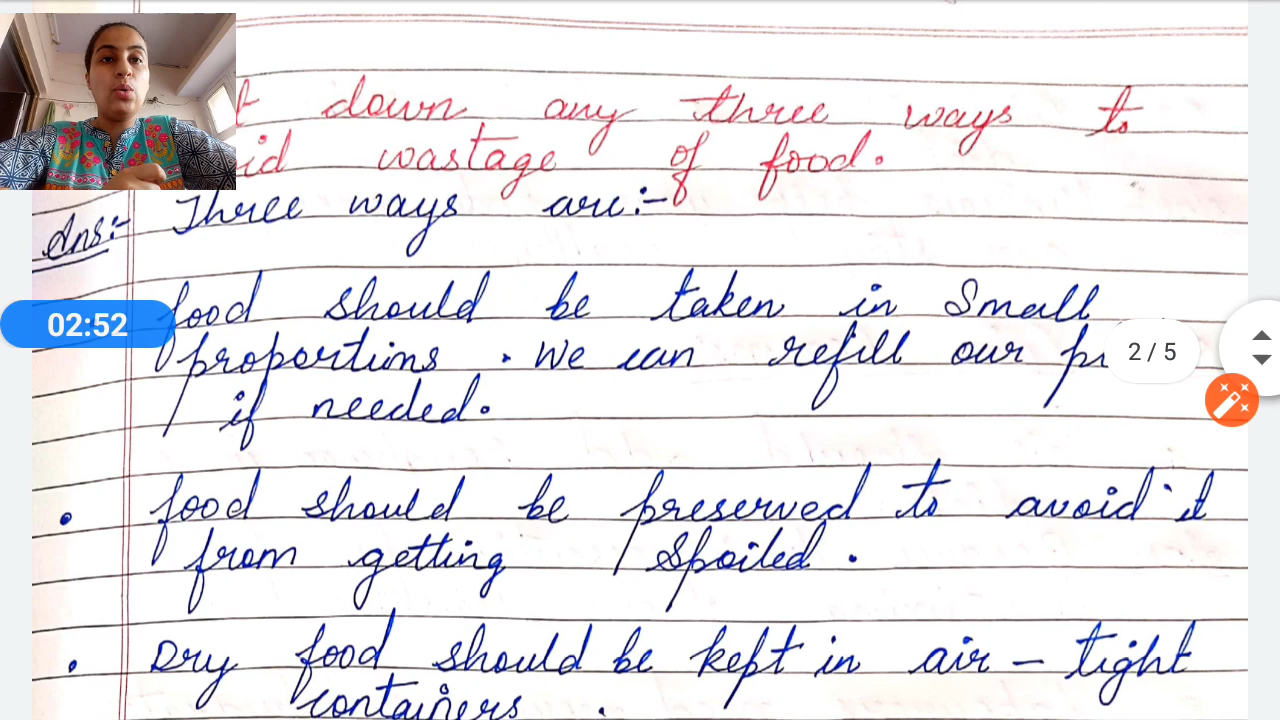 down any three ways to
wastage of food.
Ans:- Three ways are:-
food should be taken in Small
02:52
proportions. We can refill our
2 / 5
if needed.
• food should be preserved to avoid it
from getting Spoiled.
• Dry food should be kept in air - tight
containers.